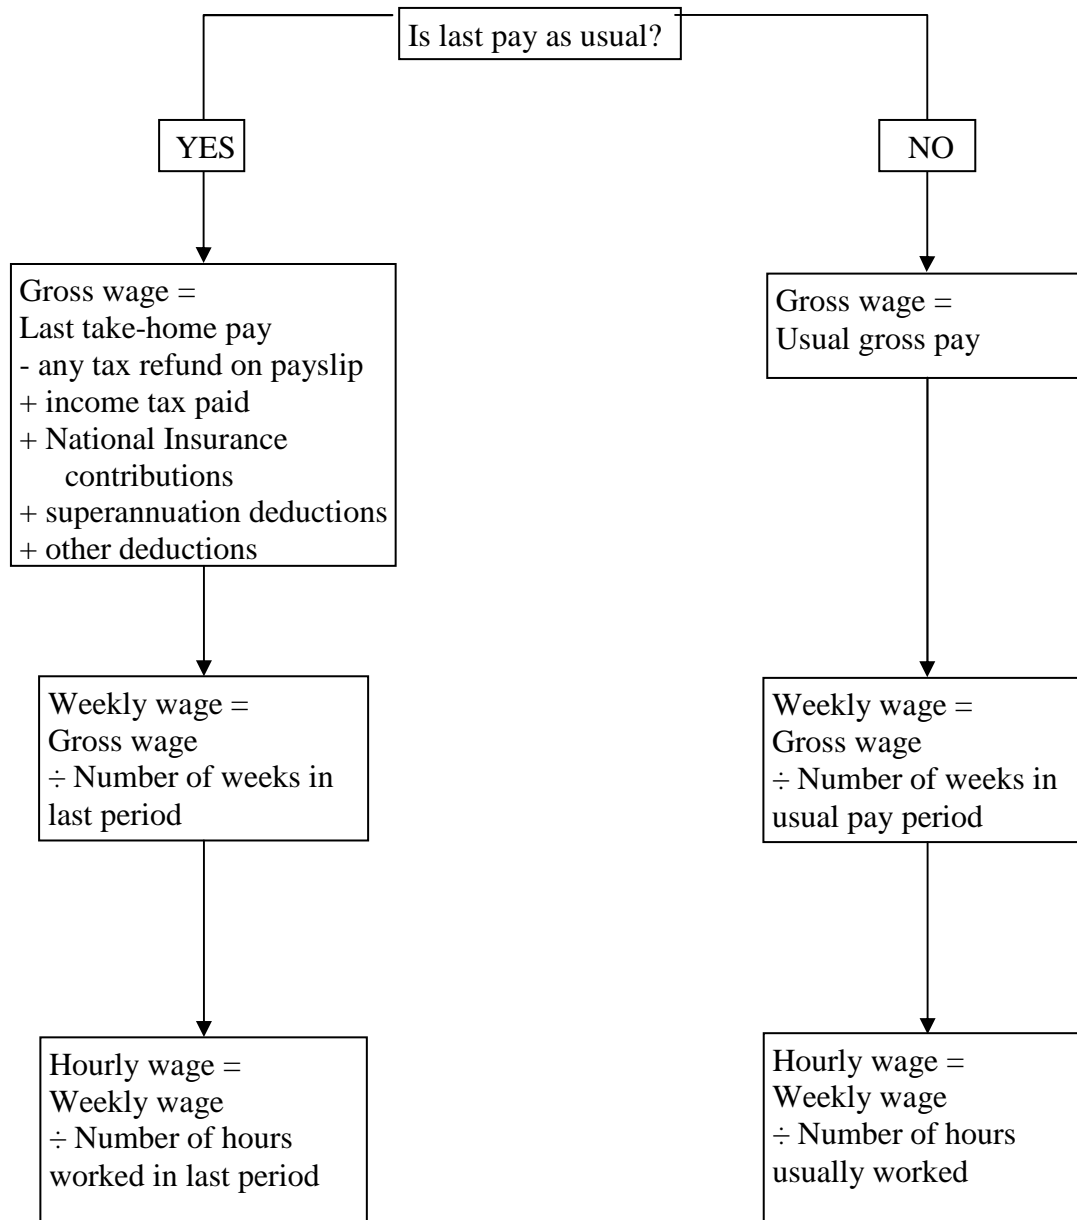 Is last pay as usual?
YES
NO
Gross wage =
Last take-home pay
- any tax refund on payslip
+ income tax paid
+ National Insurance
contributions
+ superannuation deductions
+ other deductions
Gross wage =
Usual gross pay
Weekly wage =
Gross wage
÷ Number of weeks in
last period
Weekly wage =
Gross wage
÷ Number of weeks in
usual pay period
Hourly wage =
Weekly wage
÷ Number of hours
worked in last period
Hourly wage =
Weekly wage
÷ Number of hours
usually worked